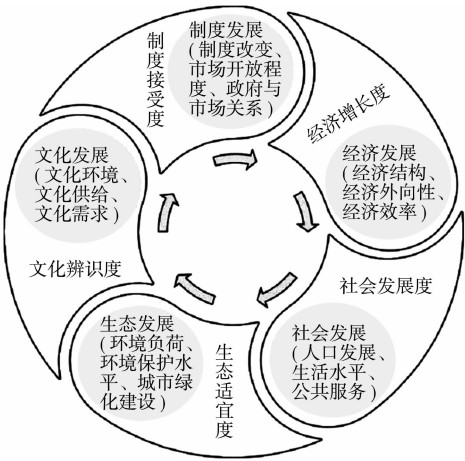 制度接受度
制度发展
(制度改变、
市场开放程
度、政府与
市场关系)
经济增长度
经济发展
(经济结构、
经济外向性、
经济效率)
社会发展度
社会发展
(人口发展、
生活水平、
公共服务)
生态适宜度
生态发展
(环境负荷、
环境保护水
平、城市绿
化建设)
文化辨识度
文化发展
(文化环境、
文化供给、
文化需求)